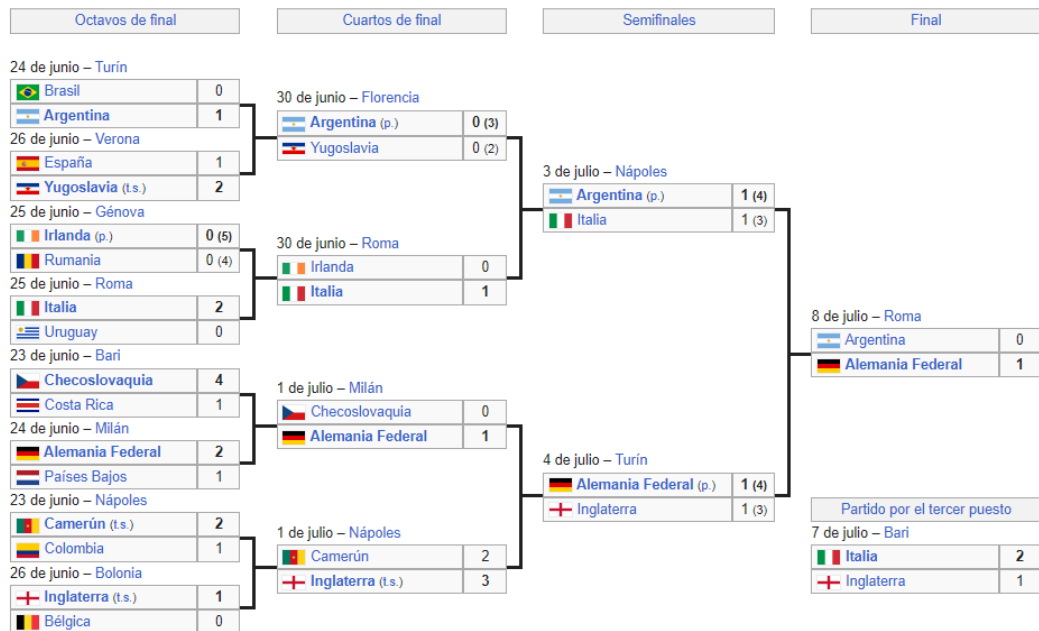 Octavos de final
Cuartos de final
Semifinales
Final
24 de junio – Turín
Brasil 0
Argentina 1
26 de junio – Verona
España 1
Yugoslavia (t.s.) 2
25 de junio – Génova
Irlanda (p.) 0 (5)
Rumania 0 (4)
25 de junio – Roma
Italia 2
Uruguay 0
23 de junio – Bari
Checoslovaquia 4
Costa Rica 1
24 de junio – Milán
Alemania Federal 2
Países Bajos 1
23 de junio – Nápoles
Camerún (t.s.) 2
Colombia 1
26 de junio – Bolonia
Inglaterra (t.s.) 1
Bélgica 0
30 de junio – Florencia
Argentina (p.) 0 (3)
Yugoslavia 0 (2)
30 de junio – Roma
Irlanda 0
Italia 1
1 de julio – Milán
Checoslovaquia 0
Alemania Federal 1
1 de julio – Nápoles
Camerún 2
Inglaterra (t.s.) 3
3 de julio – Nápoles
Argentina (p.) 1 (4)
Italia 1 (3)
4 de julio – Turín
Alemania Federal (p.) 1 (4)
Inglaterra 1 (3)
8 de julio – Roma
Argentina 0
Alemania Federal 1
Partido por el tercer puesto
7 de julio – Bari
Italia 2
Inglaterra 1